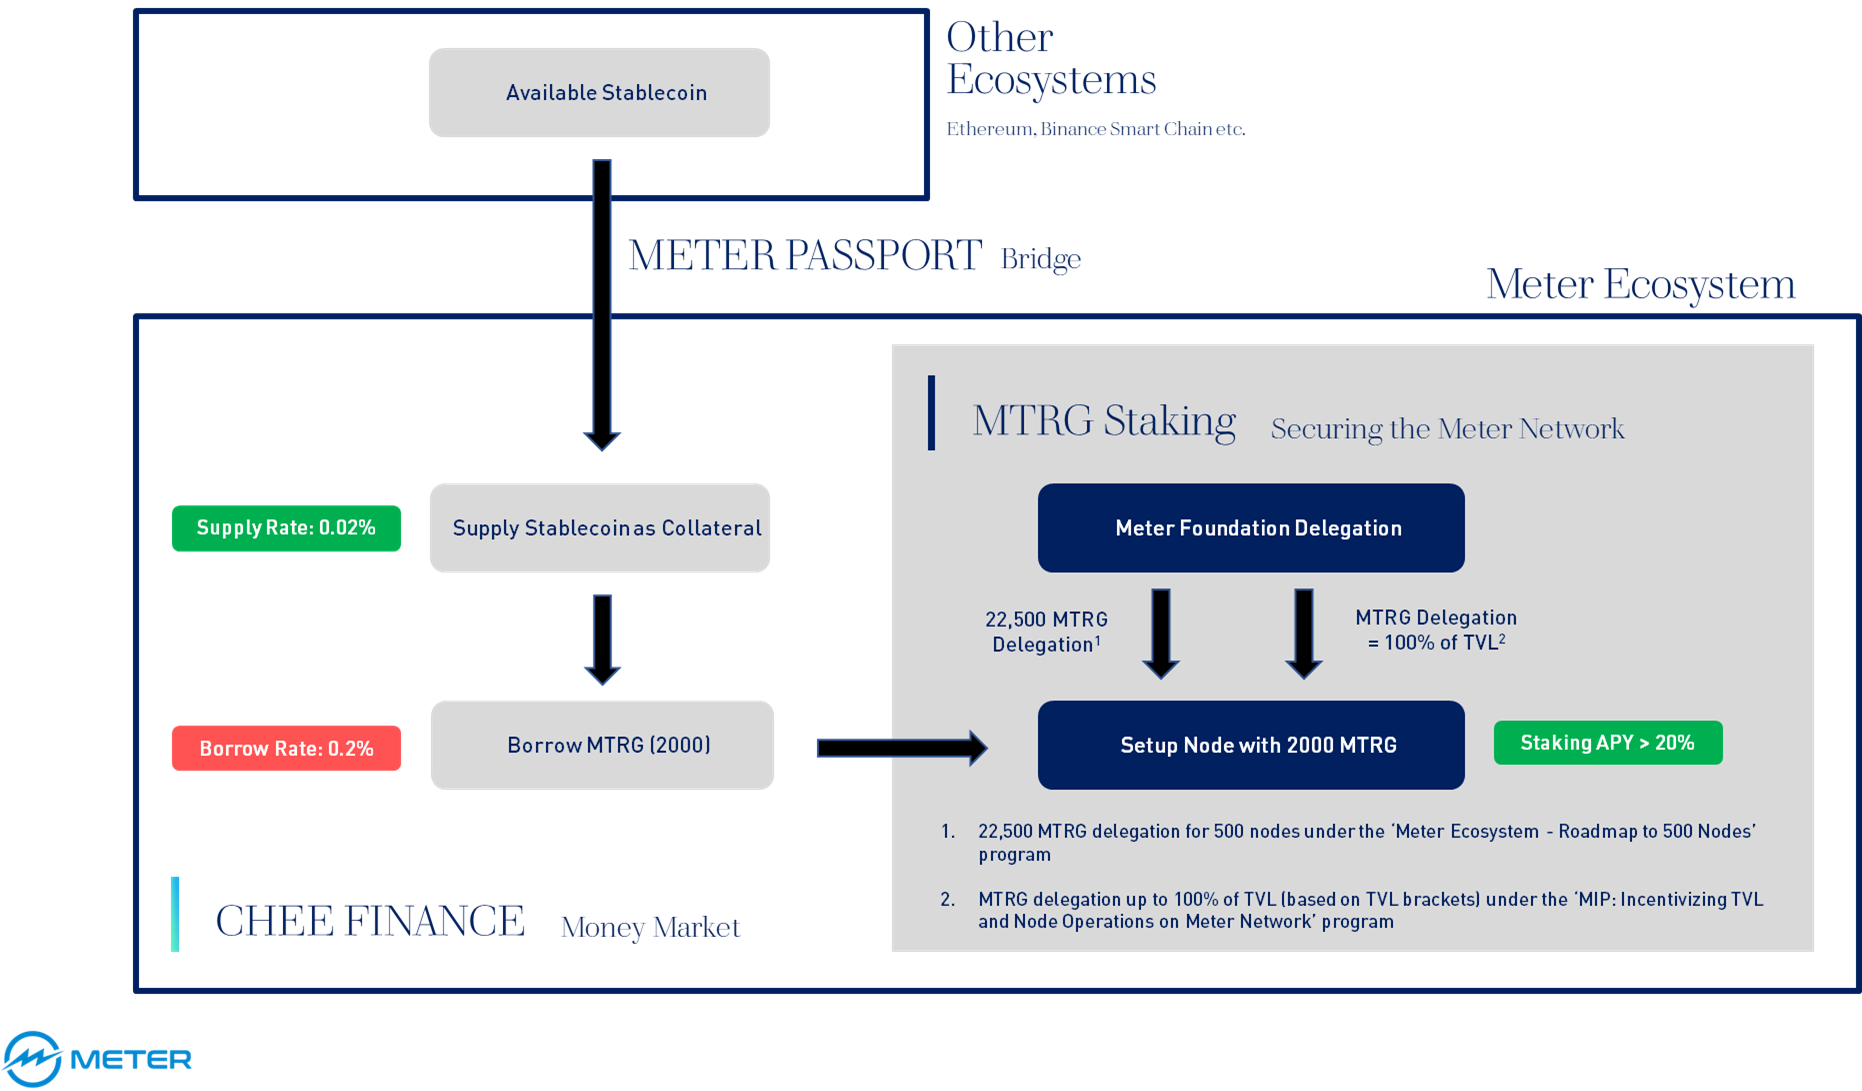 Other
Ecosystems
Ethereum, Binance Smart Chain etc.
Available Stablecoin
METER PASSPORT Bridge
Meter Ecosystem
MTRG Staking Securing the Meter Network
Supply Rate: 0.02%
Supply Stablecoin as Collateral
Meter Foundation Delegation
22,500 MTRG
Delegation¹
MTRG Delegation
= 100% of TVL²
Borrow Rate: 0.2%
Borrow MTRG (2000)
Setup Node with 2000 MTRG
Staking APY > 20%
1. 22,500 MTRG delegation for 500 nodes under the ‘Meter Ecosystem - Roadmap to 500 Nodes’
program
2. MTRG delegation up to 100% of TVL (based on TVL brackets) under the ‘MIP: Incentivizing TVL
and Node Operations on Meter Network’ program
CHEE FINANCE Money Market
METER